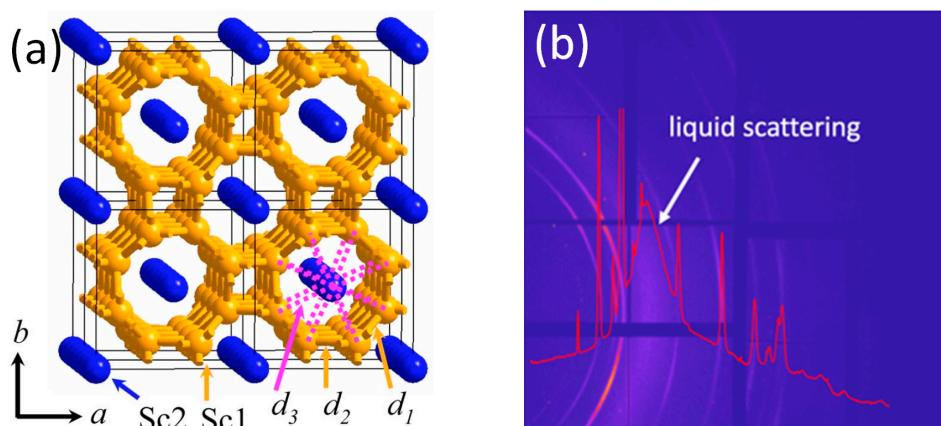 (a)
b
a
Sc2
Sc1
d3
d2
d1
(b)
liquid scattering